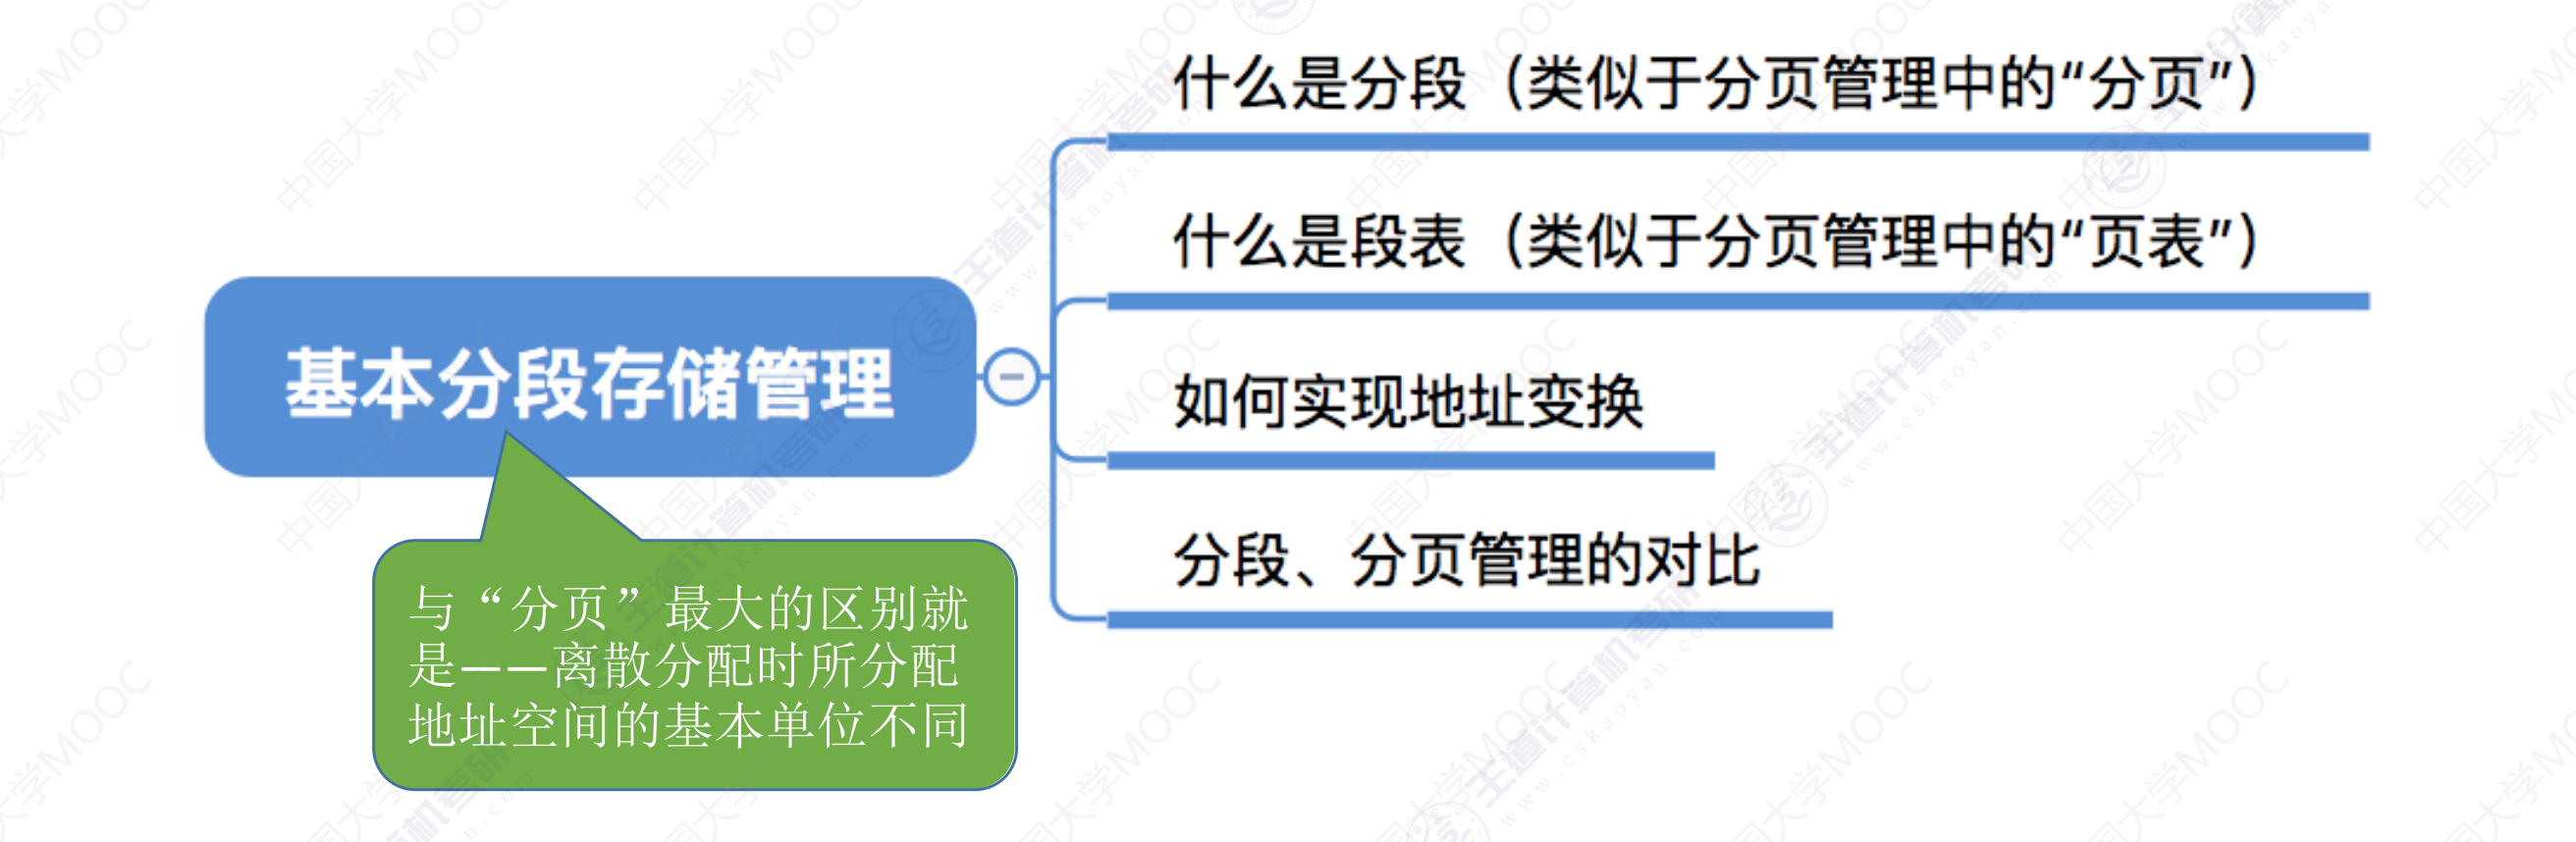 什么是分段（类似于分页管理中的“分页”）
什么是段表（类似于分页管理中的“页表”）
基本分段存储管理
如何实现地址变换
分段、分页管理的对比
与“分页”最大的区别就
是——离散分配时所分配
地址空间的基本单位不同
中国大学MOOC
王道计算机考研
www.cskaoyan.com